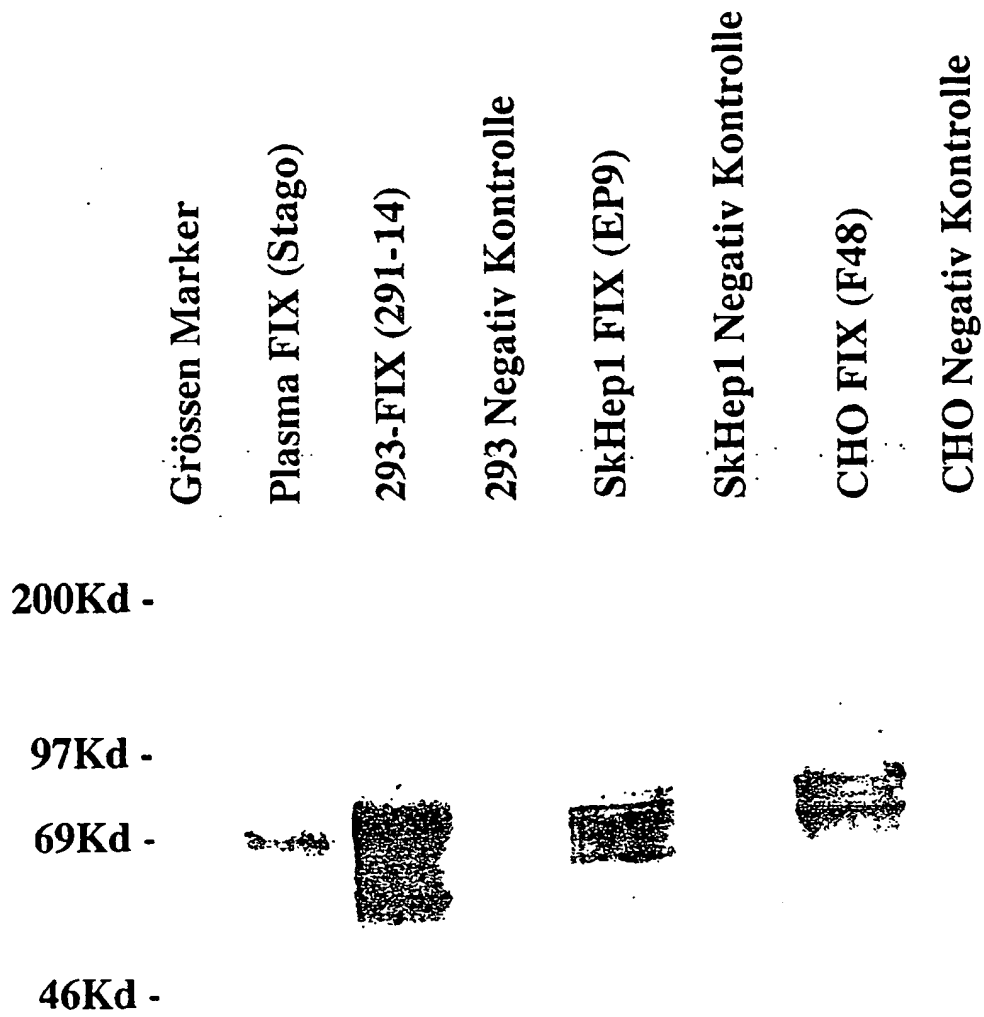 Grössen Marker
Plasma FIX (Stago)
293-FIX (291-14)
293 Negativ Kontrolle
SkHep1 FIX (EP9)
SkHep1 Negativ Kontrolle
CHO FIX (F48)
CHO Negativ Kontrolle
200Kd -
97Kd -
69Kd -
46Kd -